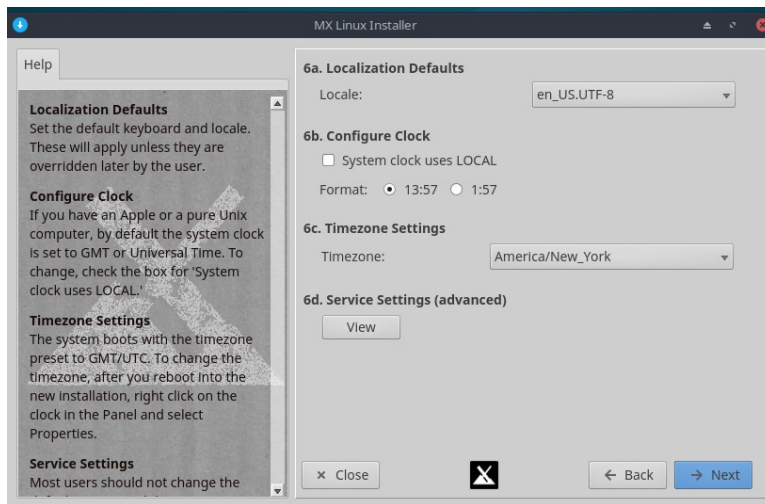 MX Linux Installer
Help
Localization Defaults
Set the default keyboard and locale.
These will apply unless they are
overridden later by the user.
Configure Clock
If you have an Apple or a pure Unix
computer, by default the system clock
is set to GMT or Universal Time. To
change, check the box for 'System
clock uses LOCAL.'
Timezone Settings
The system boots with the timezone
preset to GMT/UTC. To change the
timezone, after you reboot into the
new installation, right click on the
clock in the Panel and select
Properties.
Service Settings
Most users should not change the
6a. Localization Defaults
Locale: en_US.UTF-8
6b. Configure Clock
System clock uses LOCAL
Format: 13:57 1:57
6c. Timezone Settings
Timezone: America/New_York
6d. Service Settings (advanced)
View
Close
Back
Next